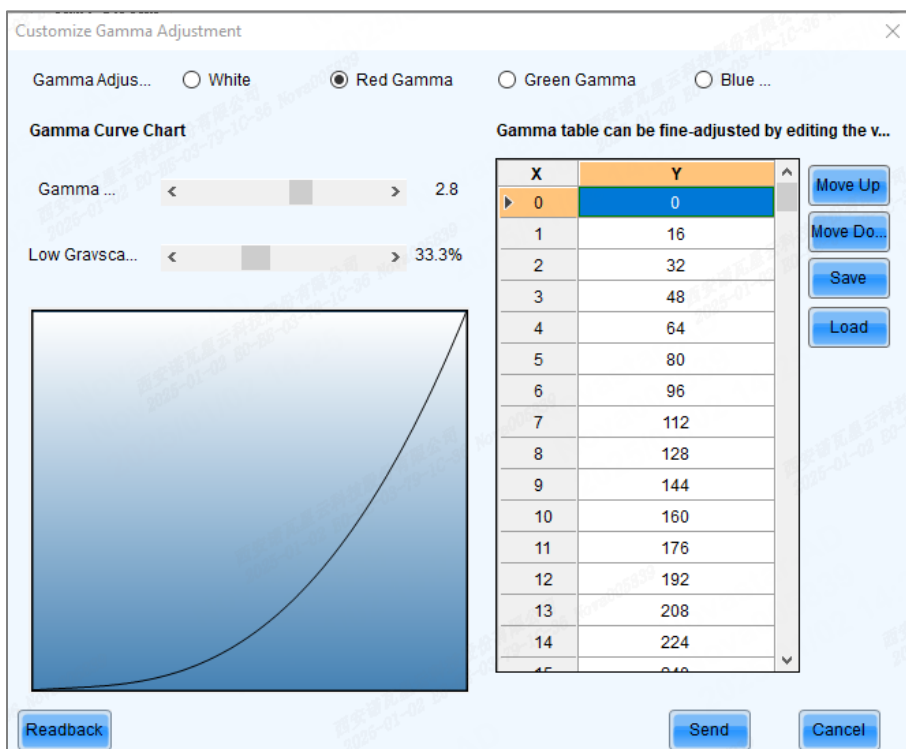 Customize Gamma Adjustment
Gamma Adjus... White Red Gamma Green Gamma Blue ...
Gamma Curve Chart
Gamma table can be fine-adjusted by editing the v...
Gamma ... 2.8
Low Graysca... 33.3%
X Y
0 0
1 16
2 32
3 48
4 64
5 80
6 96
7 112
8 128
9 144
10 160
11 176
12 192
13 208
14 224
Move Up
Move Do...
Save
Load
Readback
Send
Cancel